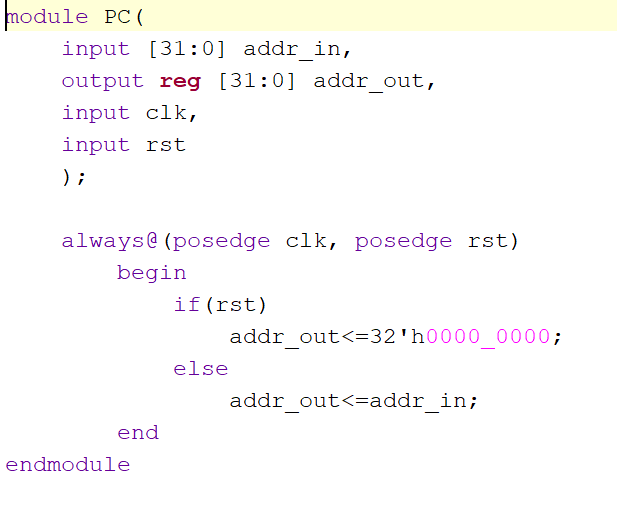 module PC(
input [31:0] addr_in,
output reg [31:0] addr_out,
input clk,
input rst
);
always@(posedge clk, posedge rst)
begin
if(rst)
addr_out<=32'h0000_0000;
else
addr_out<=addr_in;
end
endmodule